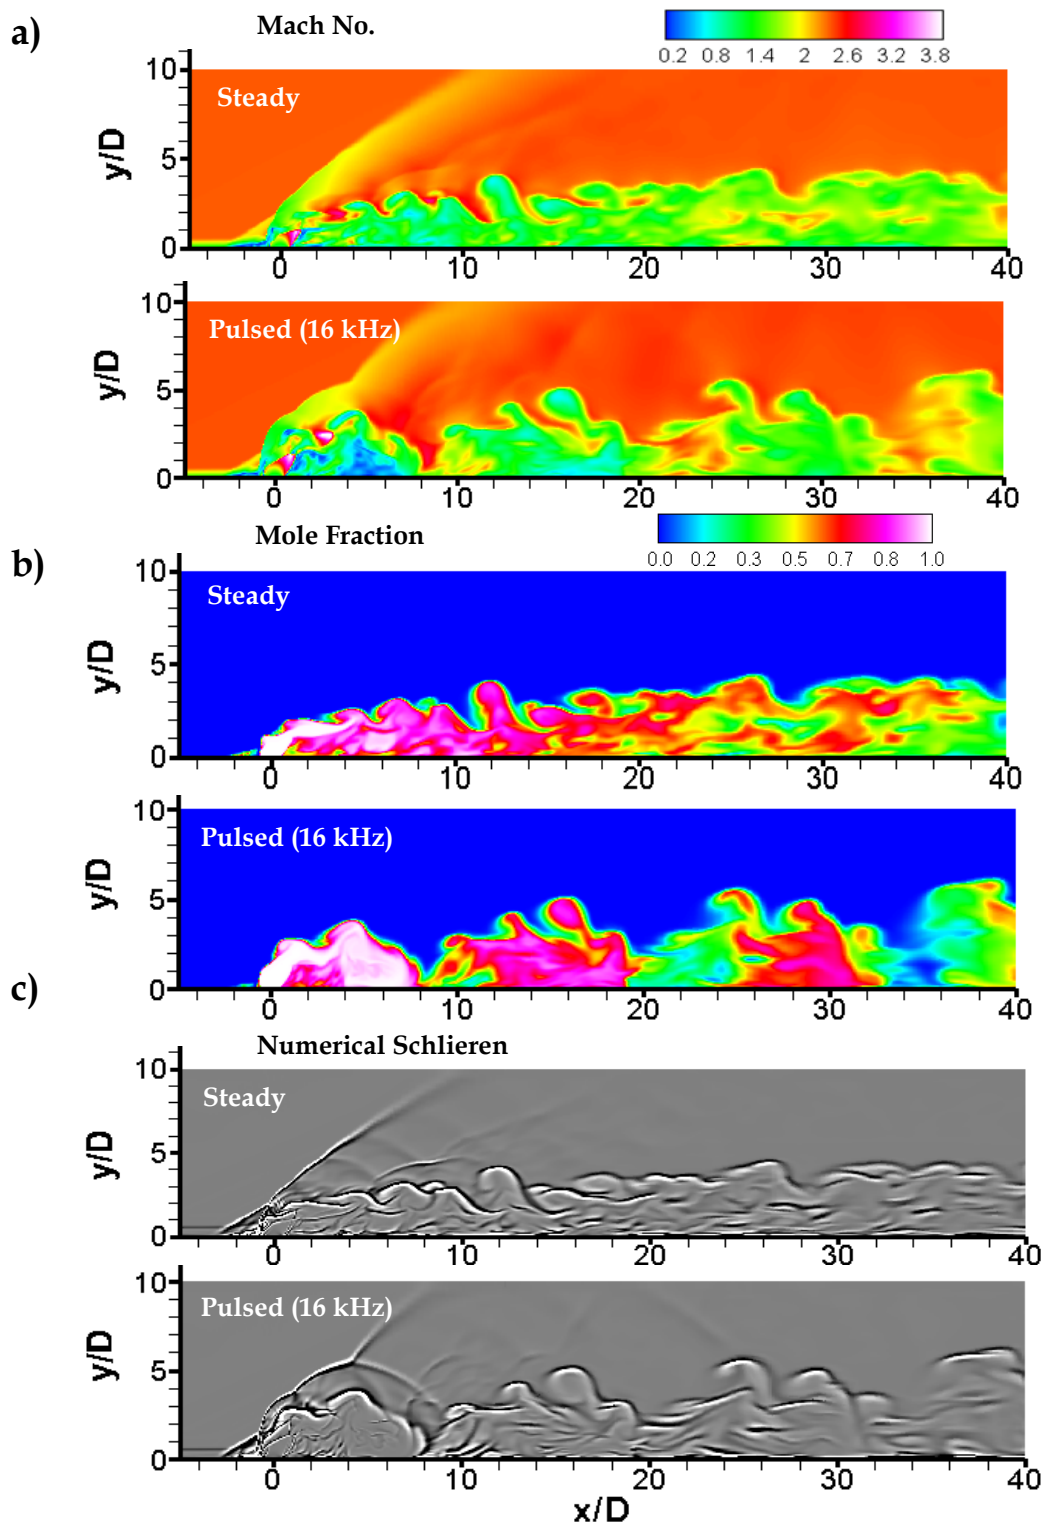 a)
Mach No.
0.2 0.8 1.4 2 2.6 3.2 3.8
Steady
y/D
10
5
0
0 10 20 30 40
Pulsed (16 kHz)
y/D
10
5
0
0 10 20 30 40
b)
Mole Fraction
0.0 0.2 0.3 0.5 0.7 0.8 1.0
Steady
y/D
10
5
0
0 10 20 30 40
Pulsed (16 kHz)
y/D
10
5
0
0 10 20 30 40
c)
Numerical Schlieren
Steady
y/D
10
5
0
0 10 20 30 40
Pulsed (16 kHz)
y/D
10
5
0
0 10 20 30 40
x/D